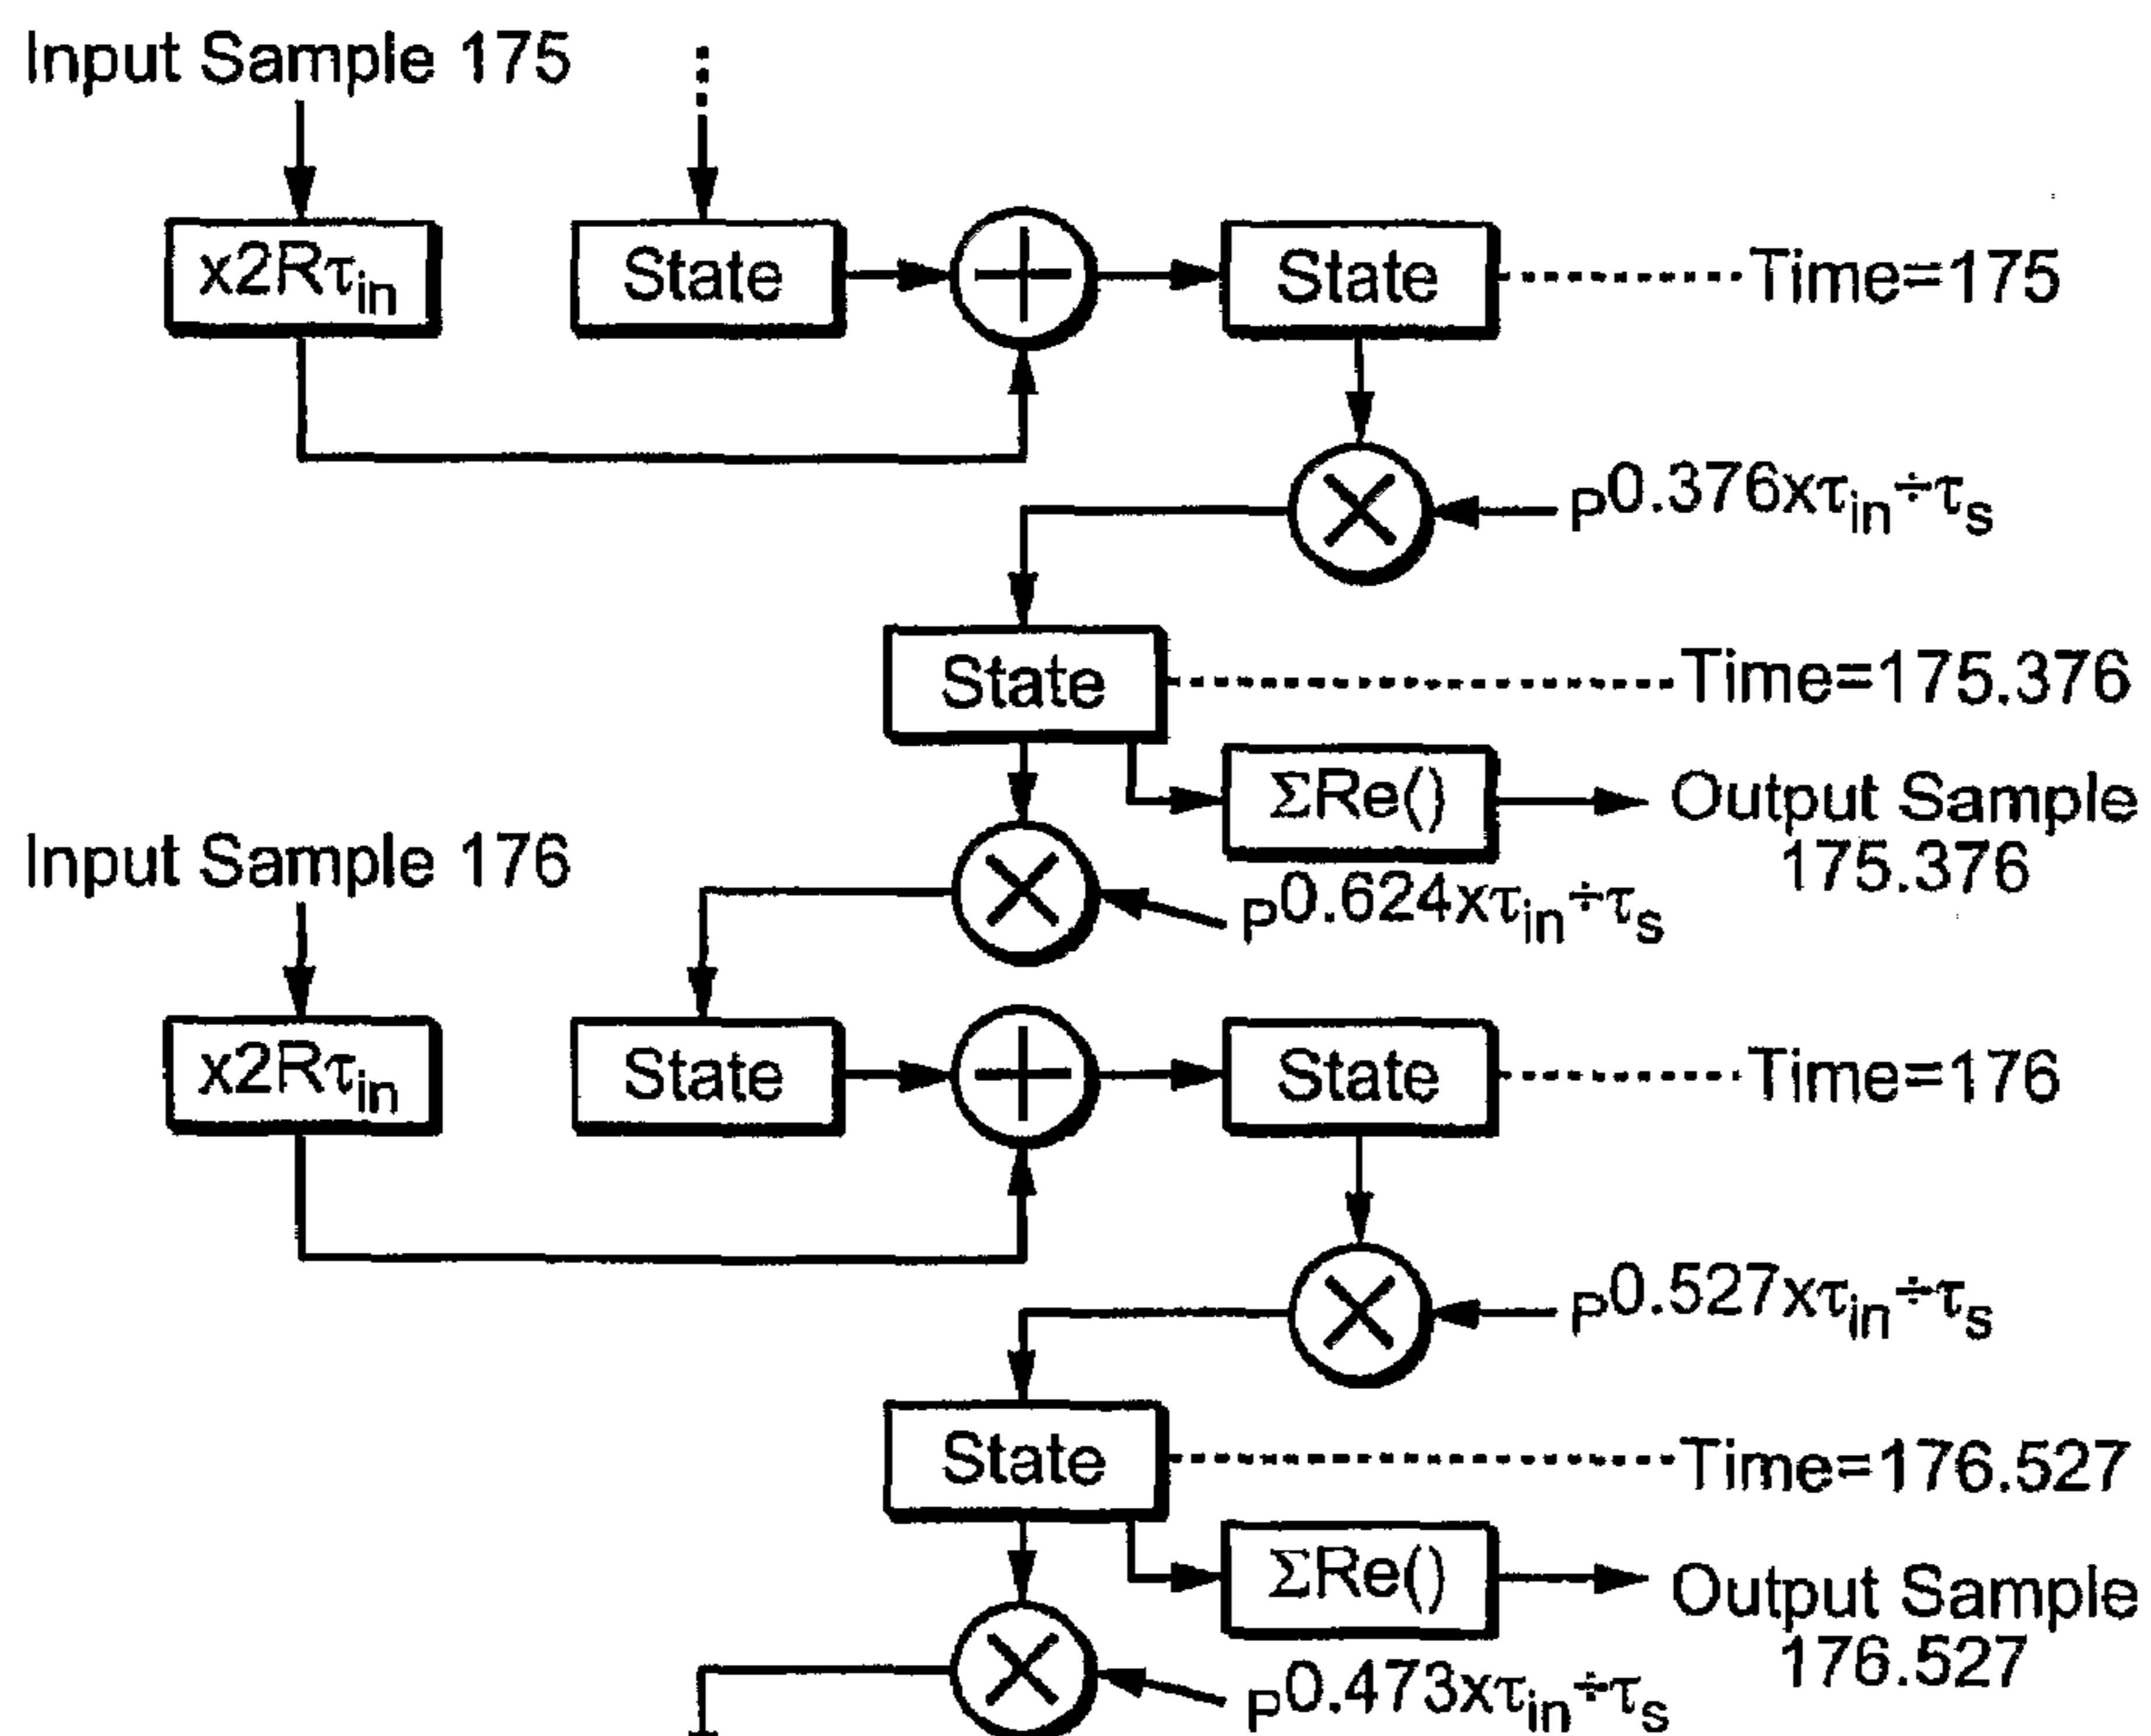 Input Sample 175
x2Rτin
State
State
Time=175
P0.376xτin÷τs
State
Time=175.376
ΣRe()
Output Sample
175.376
Input Sample 176
P0.624xτin÷τs
x2Rτin
State
State
Time=176
P0.527xτin÷τs
State
Time=176.527
ΣRe()
Output Sample
176.527
P0.473xτin÷τs